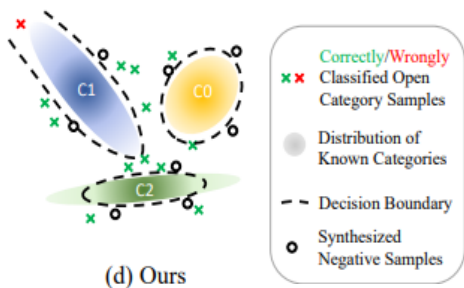 C1
C0
C2
(d) Ours
Correctly/Wrongly
Classified Open
Category Samples
Distribution of
Known Categories
Decision Boundary
Synthesized
Negative Samples